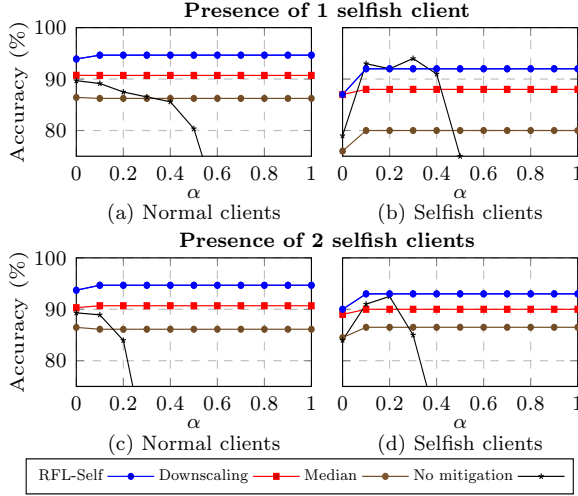 Presence of 1 selfish client
Accuracy (%)
100
90
80
0 0.2 0.4 0.6 0.8 1
α
(a) Normal clients
0 0.2 0.4 0.6 0.8 1
α
(b) Selfish clients
Presence of 2 selfish clients
Accuracy (%)
100
90
80
0 0.2 0.4 0.6 0.8 1
α
(c) Normal clients
0 0.2 0.4 0.6 0.8 1
α
(d) Selfish clients
RFL-Self Downscaling Median No mitigation